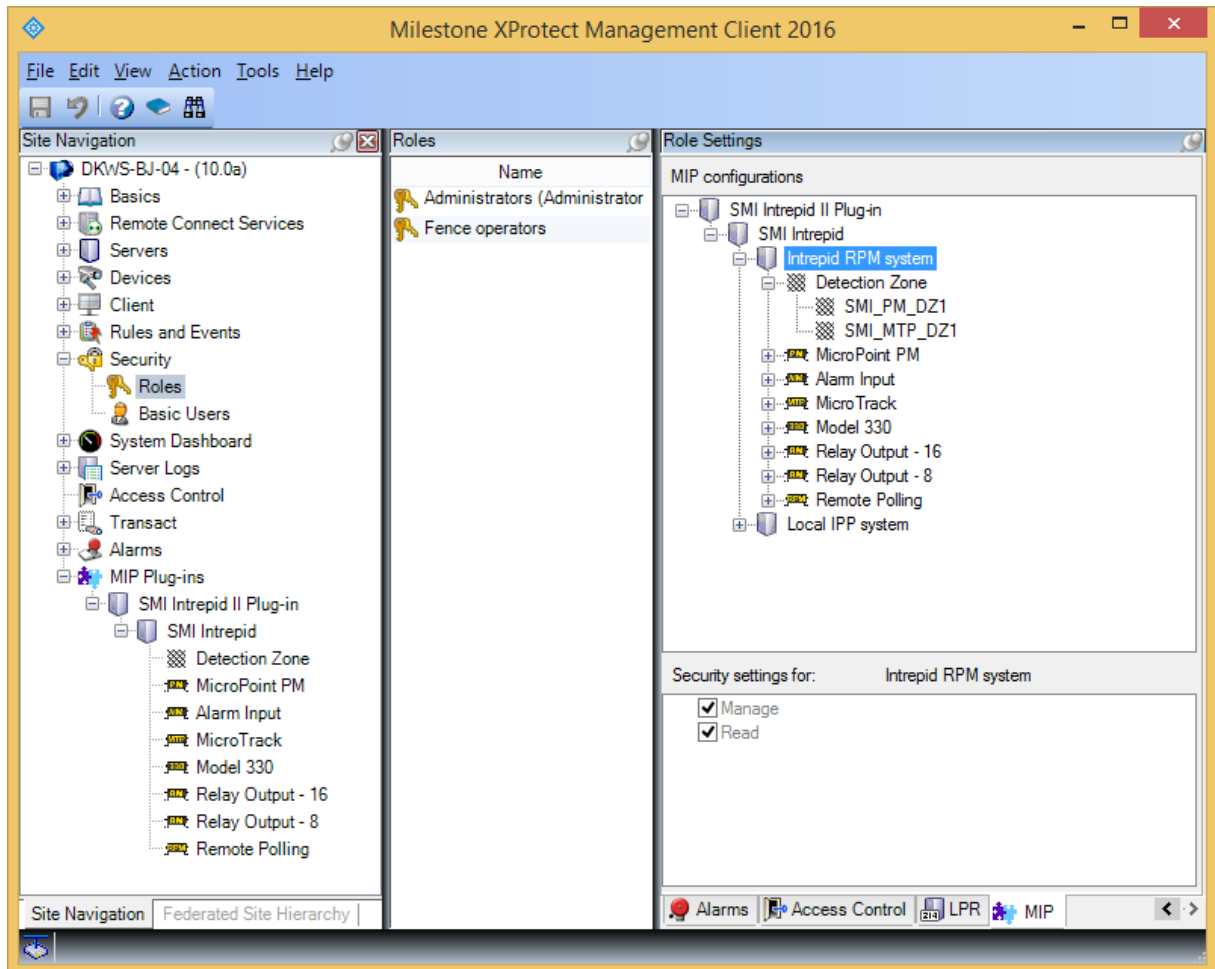 Milestone XProtect Management Client 2016
File Edit View Action Tools Help
Site Navigation
DKWS-BJ-04 - (10.0a)
Basics
Remote Connect Services
Servers
Devices
Client
Rules and Events
Security
Roles
Basic Users
System Dashboard
Server Logs
Access Control
Transact
Alarms
MIP Plug-ins
SMI Intrepid II Plug-in
SMI Intrepid
Detection Zone
MicroPoint PM
Alarm Input
MicroTrack
Model 330
Relay Output - 16
Relay Output - 8
Remote Polling
Site Navigation Federated Site Hierarchy
Roles
Name
Administrators (Administrator
Fence operators
Role Settings
MIP configurations
SMI Intrepid II Plug-in
SMI Intrepid
Intrepid RPM system
Detection Zone
SMI_PM_DZ1
SMI_MTP_DZ1
MicroPoint PM
Alarm Input
MicroTrack
Model 330
Relay Output - 16
Relay Output - 8
Remote Polling
Local IPP system
Security settings for: Intrepid RPM system
Manage
Read
Alarms Access Control LPR MIP